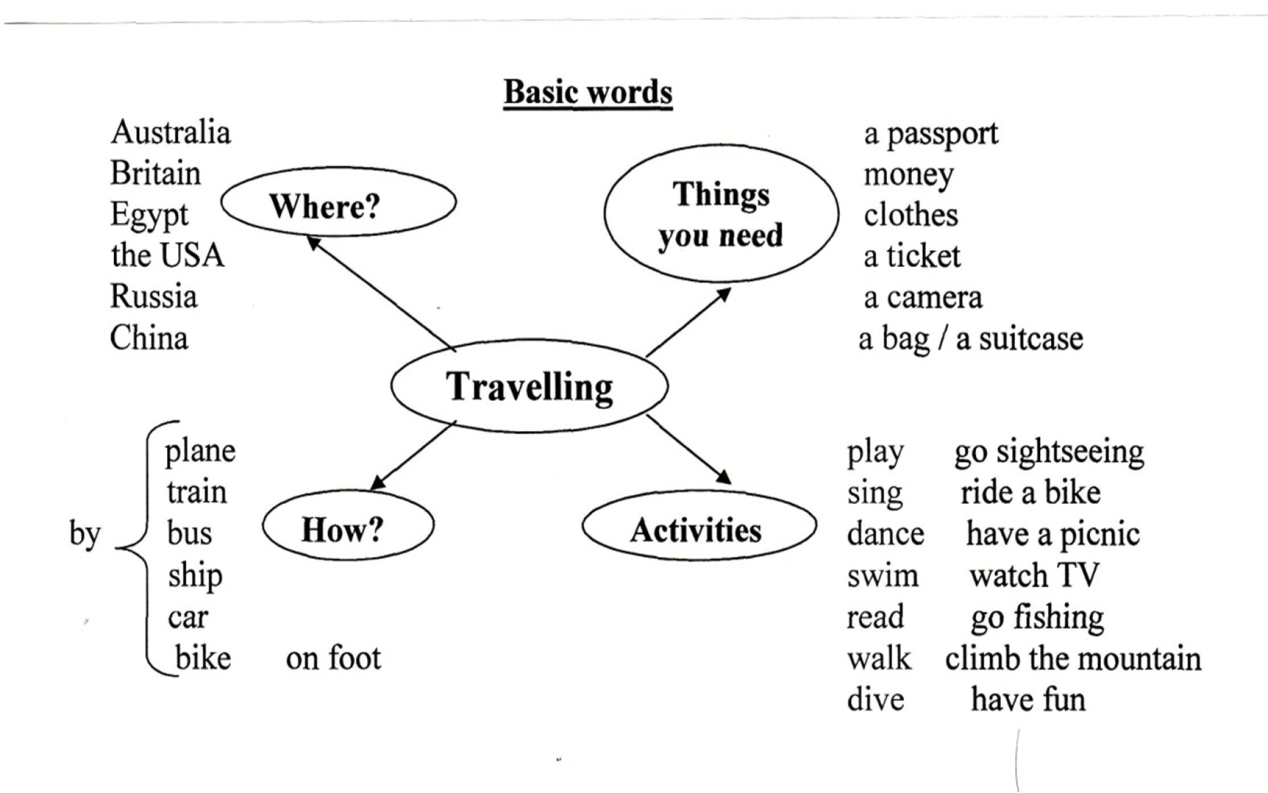 Basic words
Australia
Britain
Egypt
the USA
Russia
China
Where?
Things
you need
a passport
money
clothes
a ticket
a camera
a bag / a suitcase
Travelling
by
plane
train
bus
ship
car
bike on foot
How?
Activities
play go sightseeing
sing ride a bike
dance have a picnic
swim watch TV
read go fishing
walk climb the mountain
dive have fun